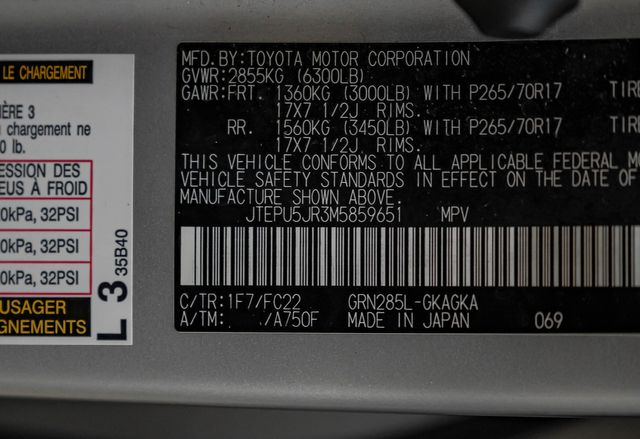 LE CHARGEMENT
IÈRE 3
chargement ne
0 lb.
ESSION DES
EUS À FROID
0kPa, 32PSI
0kPa, 32PSI
0kPa, 32PSI
USAGER
IGNEMENTS
L 3 35B40
MFD. BY: TOYOTA MOTOR CORPORATION
GVWR: 2855KG (6300LB)
GAWR: FRT. 1360KG (3000LB) WITH P265/70R17 TIRE
17X7 1/2J RIMS.
RR. 1560KG (3450LB) WITH P265/70R17 TIRE
17X7 1/2J RIMS.
THIS VEHICLE CONFORMS TO ALL APPLICABLE FEDERAL M
VEHICLE SAFETY STANDARDS IN EFFECT ON THE DATE OF
MANUFACTURE SHOWN ABOVE.
JTEPU5JR3M5859651 MPV
C/TR: 1F7/FC22 GRN285L-GKAGKA
A/TM: /A750F MADE IN JAPAN 069